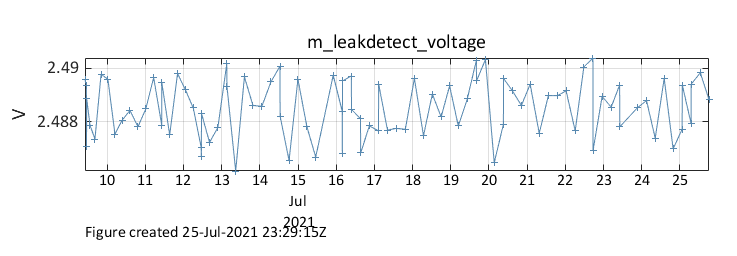 m_leakdetect_voltage
2.49
2.488
V
10 11 12 13 14 15 16 17 18 19 20 21 22 23 24 25
Jul
2021
Figure created 25-Jul-2021 23:29:15Z